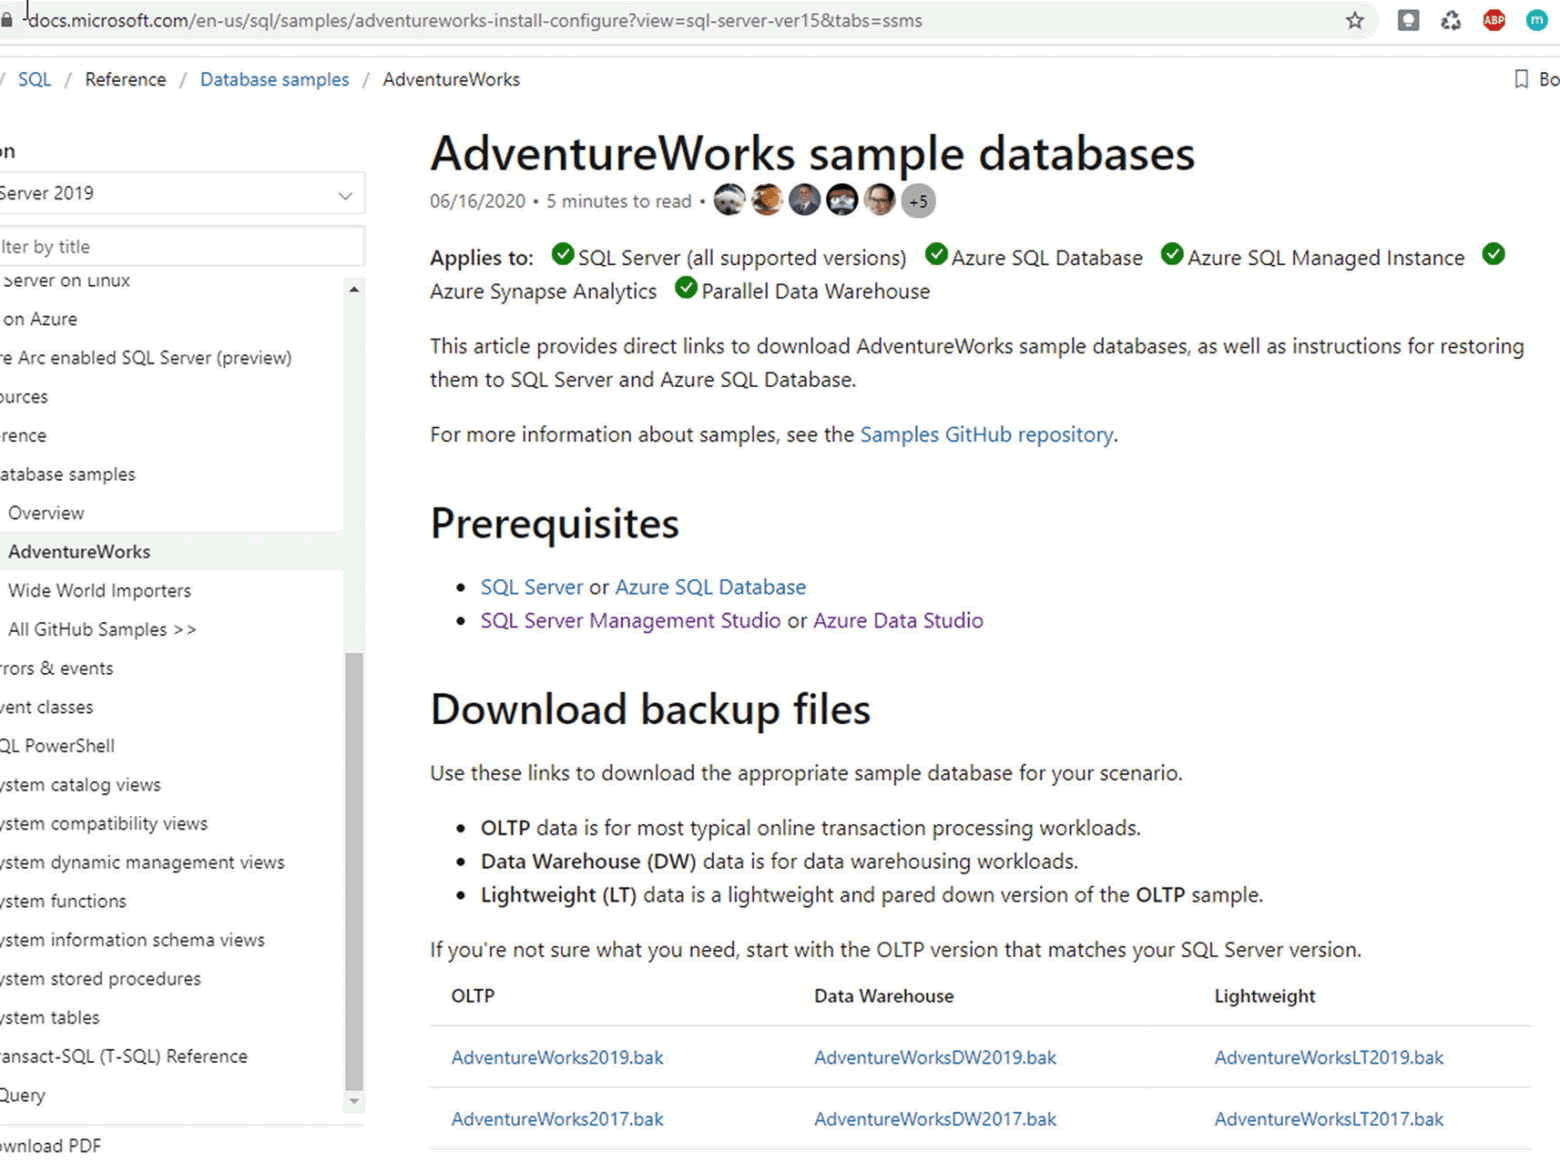 docs.microsoft.com/en-us/sql/samples/adventureworks-install-configure?view=sql-server-ver15&tabs=ssms
ABP
m
/ SQL / Reference / Database samples / AdventureWorks
Bo
on
Server 2019
lter by title
Server on Linux
on Azure
re Arc enabled SQL Server (preview)
ources
rence
atabase samples
Overview
AdventureWorks
Wide World Importers
All GitHub Samples >>
rrors & events
vent classes
QL PowerShell
ystem catalog views
ystem compatibility views
ystem dynamic management views
ystem functions
ystem information schema views
ystem stored procedures
ystem tables
ransact-SQL (T-SQL) Reference
Query
ownload PDF
AdventureWorks sample databases
06/16/2020 • 5 minutes to read • +5
Applies to: SQL Server (all supported versions) Azure SQL Database Azure SQL Managed Instance
Azure Synapse Analytics Parallel Data Warehouse
This article provides direct links to download AdventureWorks sample databases, as well as instructions for restoring
them to SQL Server and Azure SQL Database.
For more information about samples, see the Samples GitHub repository.
Prerequisites
• SQL Server or Azure SQL Database
• SQL Server Management Studio or Azure Data Studio
Download backup files
Use these links to download the appropriate sample database for your scenario.
• OLTP data is for most typical online transaction processing workloads.
• Data Warehouse (DW) data is for data warehousing workloads.
• Lightweight (LT) data is a lightweight and pared down version of the OLTP sample.
If you're not sure what you need, start with the OLTP version that matches your SQL Server version.
OLTP Data Warehouse Lightweight
AdventureWorks2019.bak AdventureWorksDW2019.bak AdventureWorksLT2019.bak
AdventureWorks2017.bak AdventureWorksDW2017.bak AdventureWorksLT2017.bak